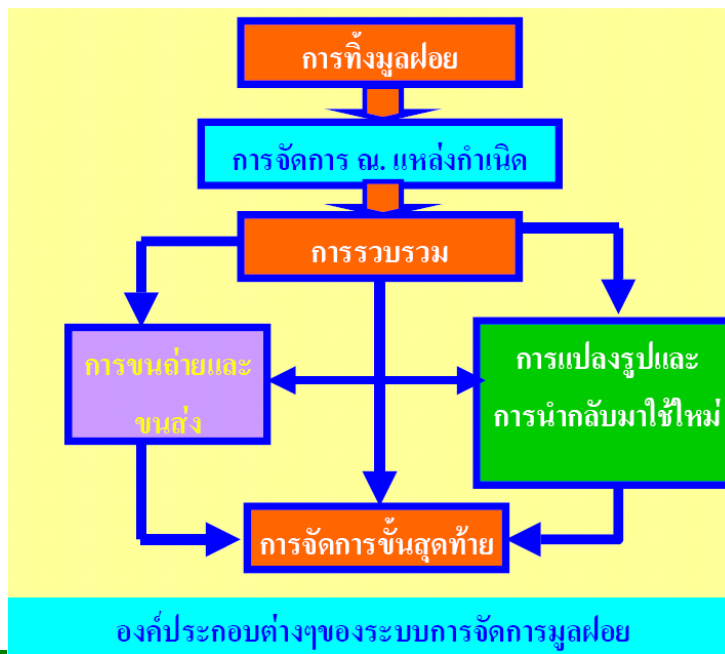 การทิ้งมูลฝอย
การจัดการ ณ. แหล่งกำเนิด
การรวบรวม
การขนถ่ายและ
ขนส่ง
การแปลงรูปและ
การนำกลับมาใช้ใหม่
การจัดการขั้นสุดท้าย
องค์ประกอบต่างๆของระบบการจัดการมูลฝอย